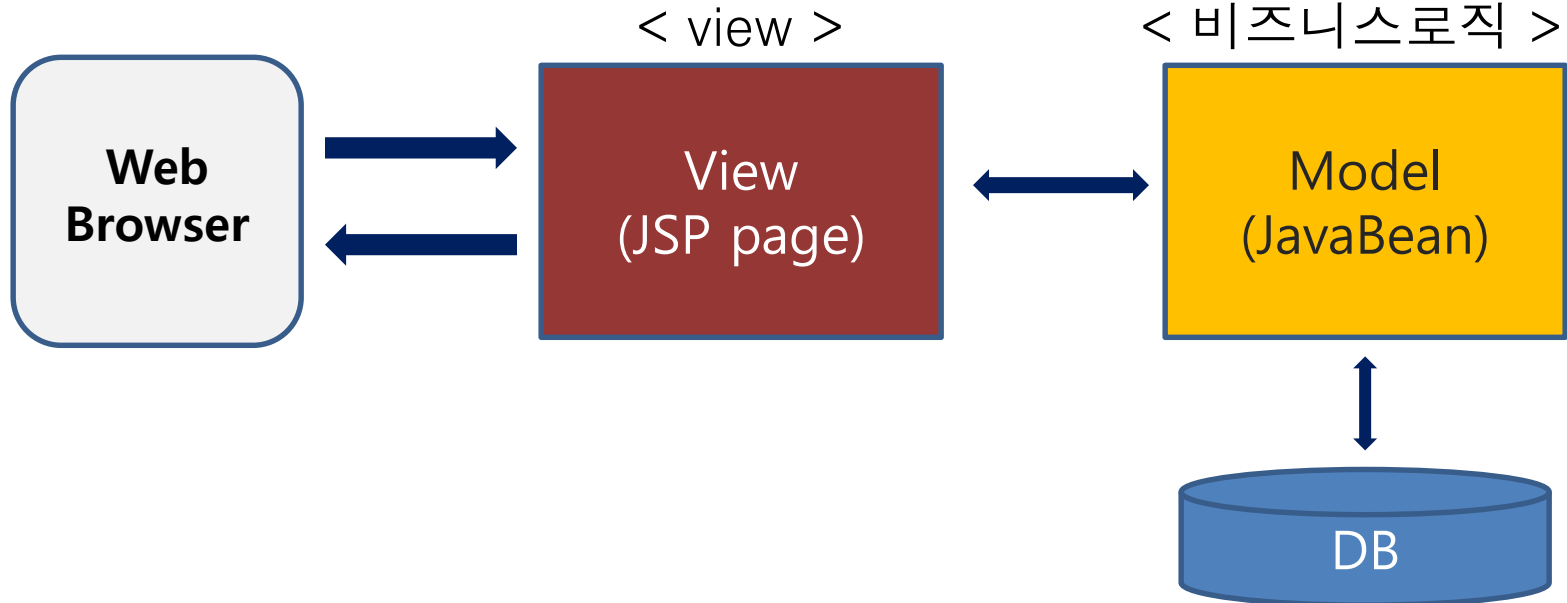 < view >
< 비즈니스로직 >
Web
Browser
View
(JSP page)
Model
(JavaBean)
DB